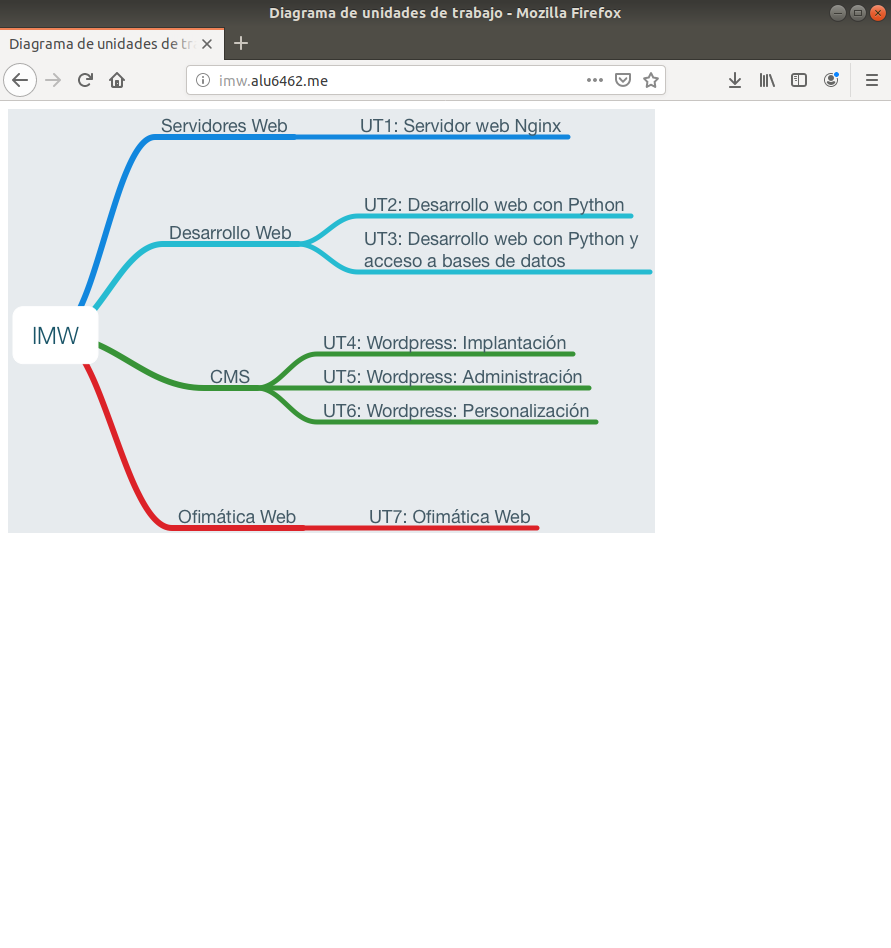 Diagrama de unidades de trabajo - Mozilla Firefox
Diagrama de unidades de tr
imw.alu6462.me
Servidores Web
UT1: Servidor web Nginx
Desarrollo Web
UT2: Desarrollo web con Python
UT3: Desarrollo web con Python y
acceso a bases de datos
IMW
CMS
UT4: Wordpress: Implantación
UT5: Wordpress: Administración
UT6: Wordpress: Personalización
Ofimática Web
UT7: Ofimática Web